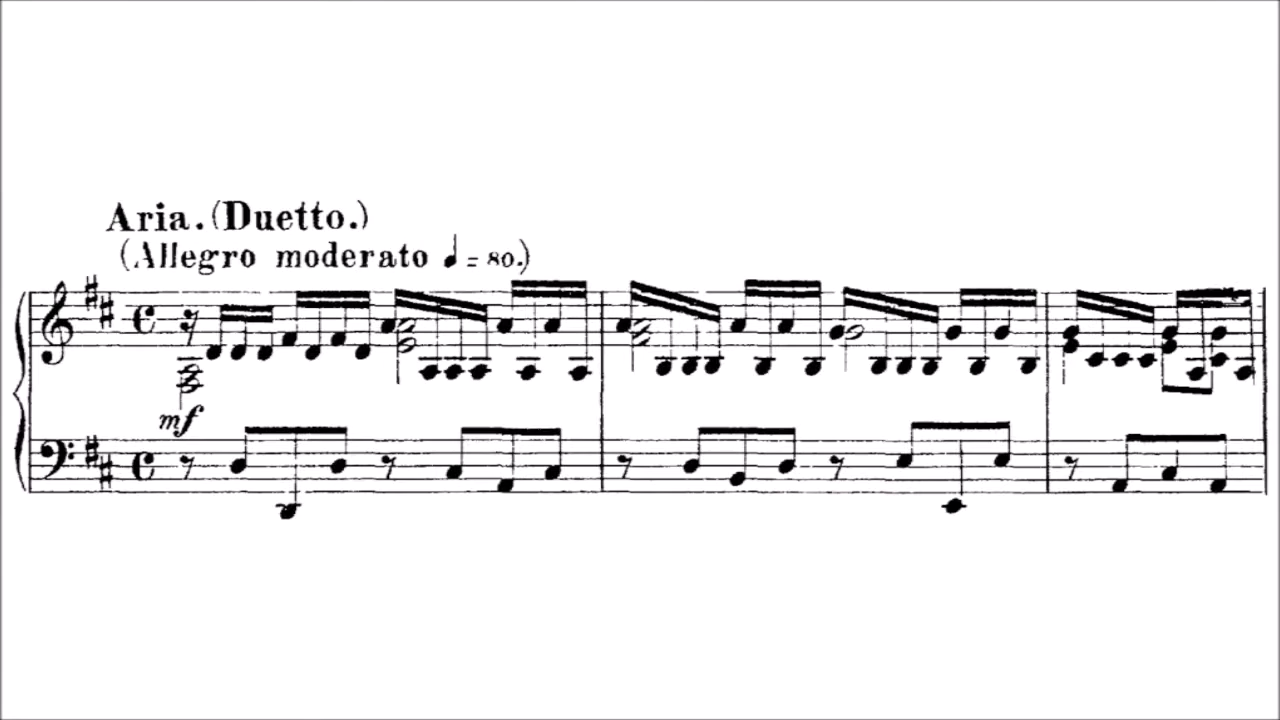 Aria. (Duetto.)
(Allegro moderato ♩ = 80.)
mf